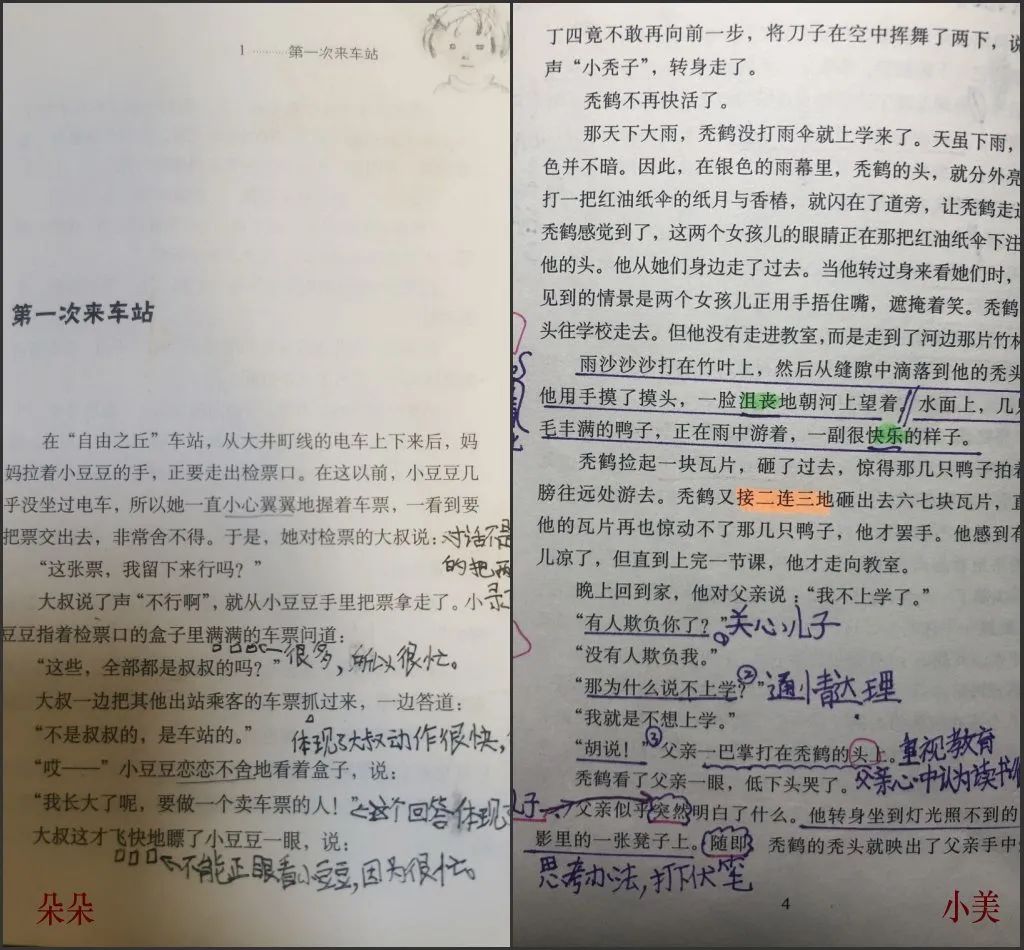 1 ············第一次来车站
第一次来车站
在“自由之丘”车站，从大井町线的电车上下来后，妈
妈拉着小豆豆的手，正要走出检票口。在这以前，小豆豆几
乎没坐过电车，所以她一直小心翼翼地握着车票，一看到要
把票交出去，非常舍不得。于是，她对检票的大叔说：
对话
“这张票，我留下来行吗？”
的把
大叔说了声“不行啊”，就从小豆豆手里把票拿走了。小
录
豆豆指着检票口的盒子里满满的车票问道：
很多，所以很忙。
“这些，全部都是叔叔的吗？”
大叔一边把其他出站乘客的车票抓过来，一边答道：
“不是叔叔的，是车站的。”
体现了大叔动作很快，
“哎——”小豆豆恋恋不舍地看着盒子，说：
“我长大了呢，要做一个卖车票的人！”
这个回答体现
大叔这才飞快地瞟了小豆豆一眼，说：
不能正眼看小豆豆，因为很忙。
朵朵
丁四竟不敢再向前一步，将刀子在空中挥舞了两下，说
声“小秃子”，转身走了。
秃鹤不再快活了。
那天下大雨，秃鹤没打雨伞就上学来了。天虽下雨，
色并不暗。因此，在银色的雨幕里，秃鹤的头，就分外亮
打一把红油纸伞的纸月与香椿，就闪在了道旁，让秃鹤走过
秃鹤感觉到了，这两个女孩儿的眼睛正在那把红油纸伞下注
他的头。他从她们身边走了过去。当他转过身来看她们时，
见到的情景是两个女孩儿正用手捂住嘴，遮掩着笑。秃鹤
头往学校走去。但他没有走进教室，而是走到了河边那片竹林
雨沙沙沙打在竹叶上，然后从缝隙中滴落到他的秃头
他用手摸了摸头，一脸沮丧地朝河上望着。水面上，几只
毛丰满的鸭子，正在雨中游着，一副很快乐的样子。
秃鹤捡起一块瓦片，砸了过去，惊得那几只鸭子拍着
膀往远处游去。秃鹤又接二连三地砸出去六七块瓦片，直
他的瓦片再也惊动不了那几只鸭子，他才罢手。他感到有
儿凉了，但直到上完一节课，他才走向教室。
晚上回到家，他对父亲说：“我不上学了。”
“有人欺负你了？”
关心儿子
“没有人欺负我。”
“那为什么说不上学？”
②通情达理
“我就是不想上学。”
“胡说！”父亲一巴掌打在秃鹤的头上。
③重视教育
父亲心中认为读书
秃鹤看了父亲一眼，低下头哭了。
父亲似乎突然明白了什么。他转身坐到灯光照不到的
影里的一张凳子上。随即，秃鹤的秃头就映出了父亲手中
思考办法，打下伏笔
4
小美